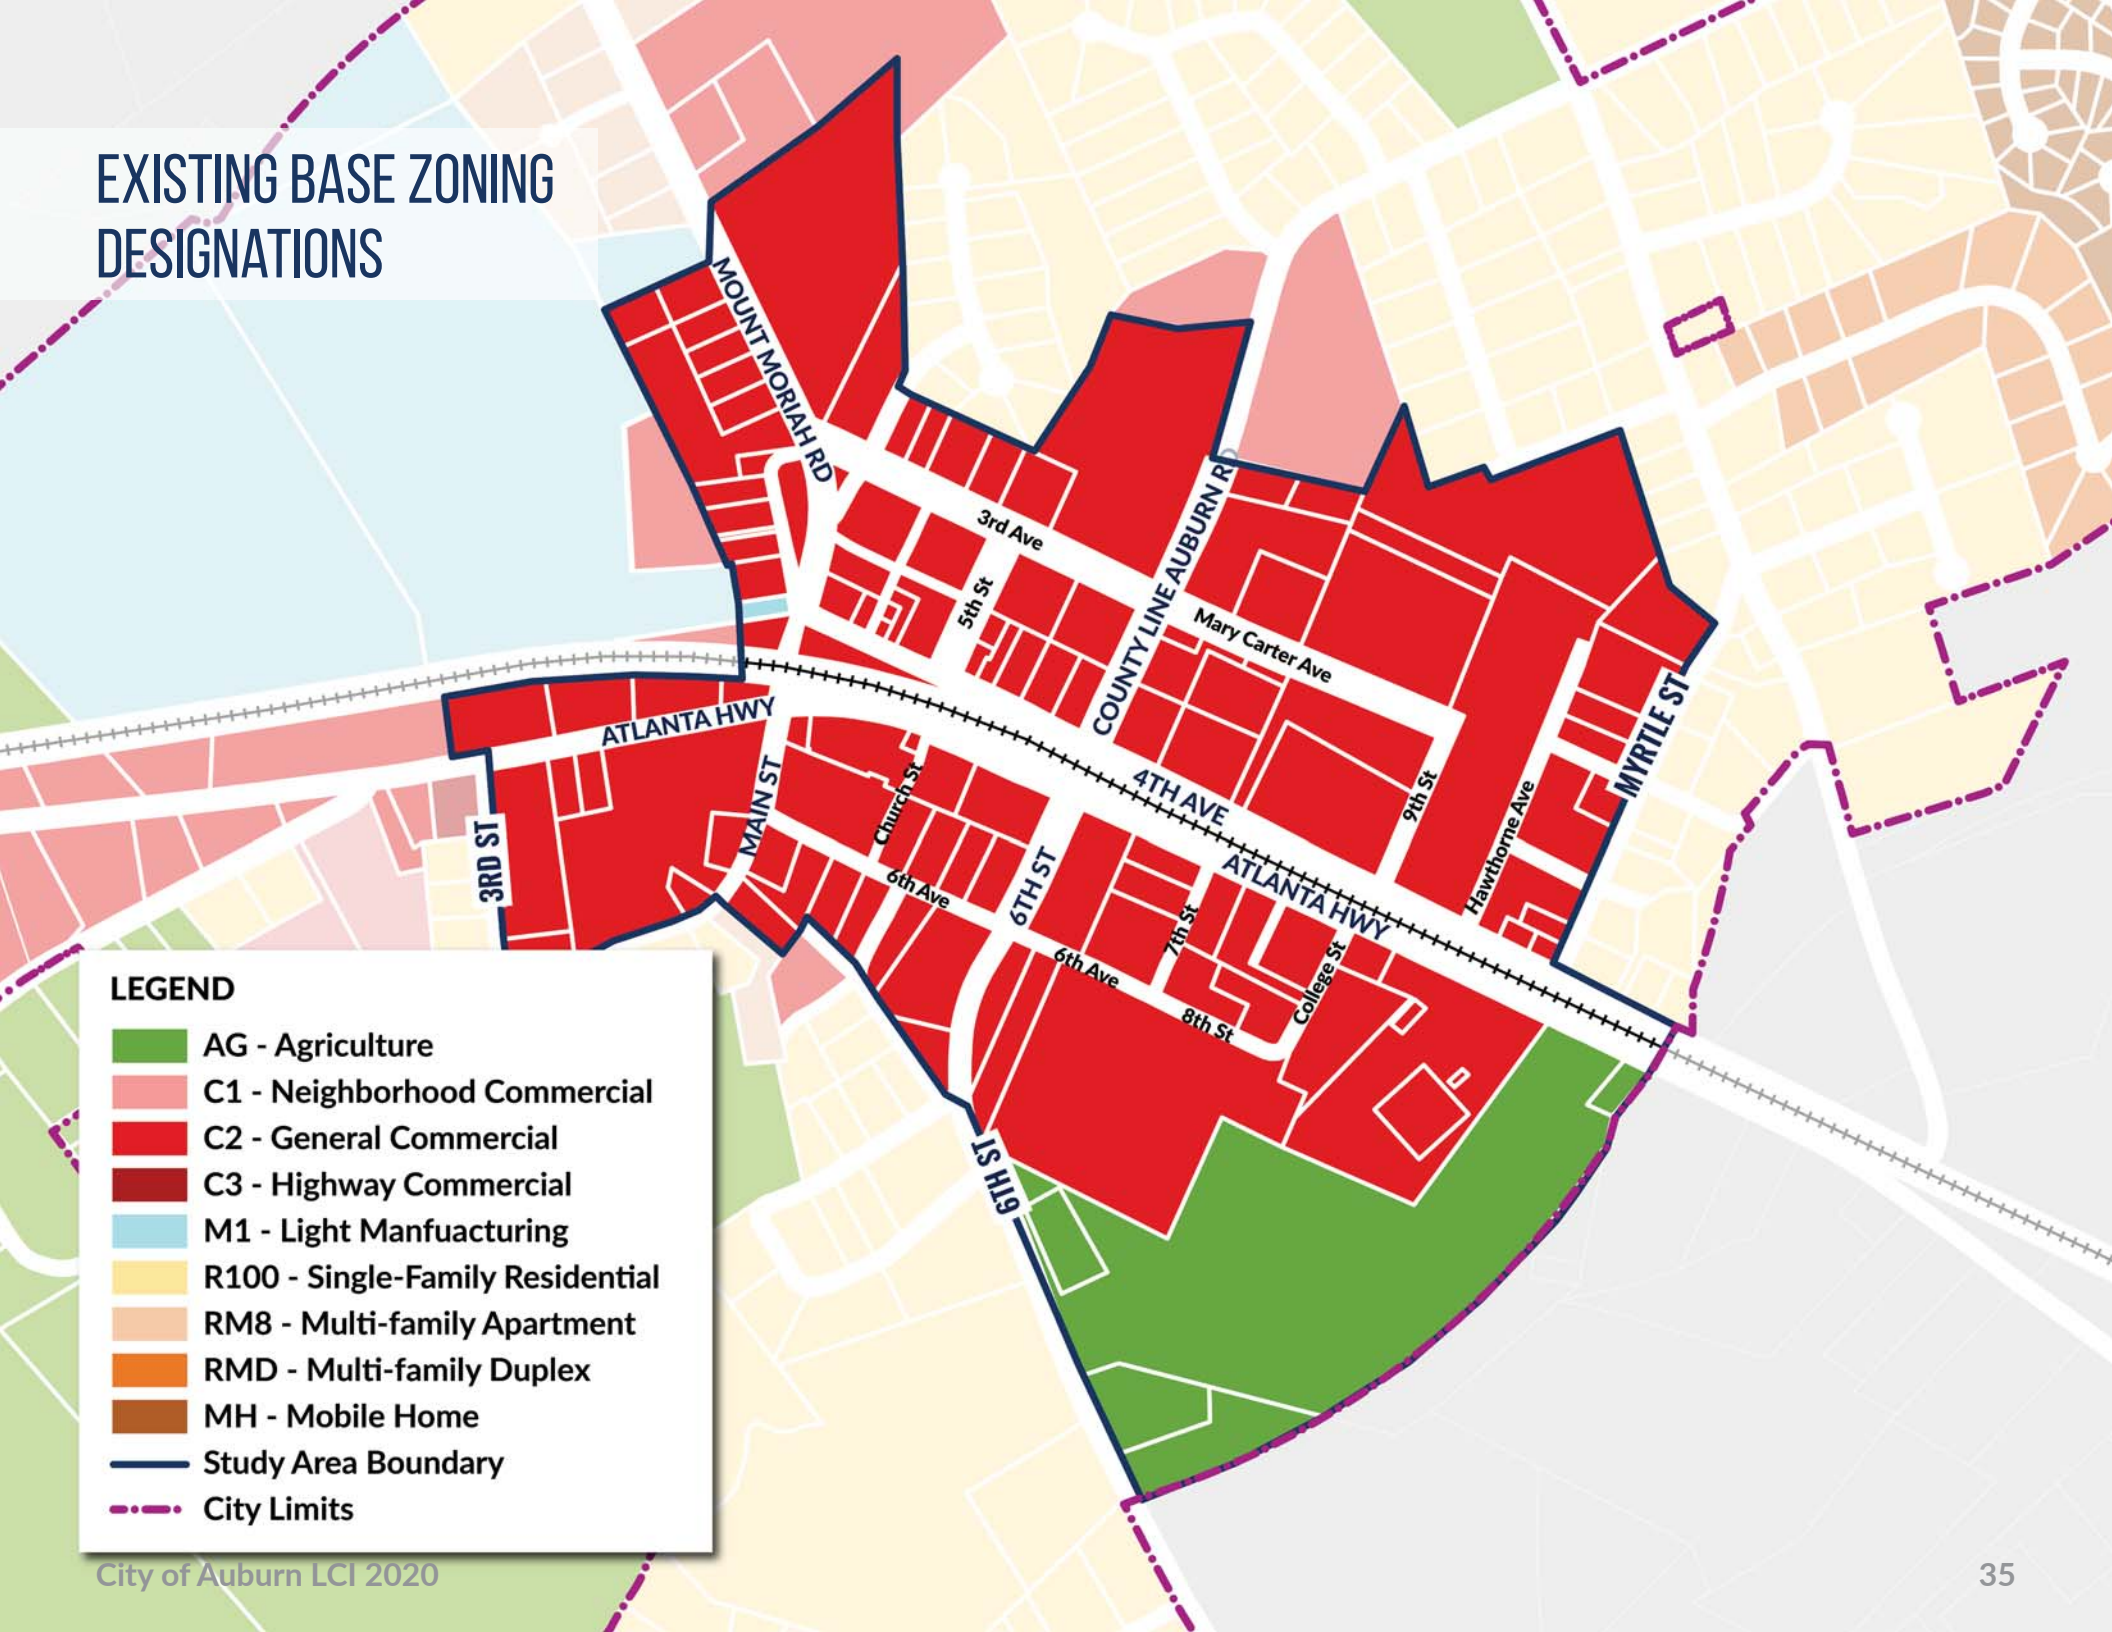 EXISTING BASE ZONING
DESIGNATIONS
MOUNT MORIAH RD
3rd Ave
5th St
COUNTY LINE AUBURN RD
Mary Carter Ave
ATLANTA HWY
MYRTLE ST
MAIN ST
Church St
4TH AVE
9th St
Hawthorne Ave
3RD ST
6th Ave
6TH ST
ATLANTA HWY
7th St
6th Ave
College St
8th St
6TH ST
LEGEND
AG - Agriculture
C1 - Neighborhood Commercial
C2 - General Commercial
C3 - Highway Commercial
M1 - Light Manfuacturing
R100 - Single-Family Residential
RM8 - Multi-family Apartment
RMD - Multi-family Duplex
MH - Mobile Home
Study Area Boundary
City Limits
City of Auburn LCI 2020
35